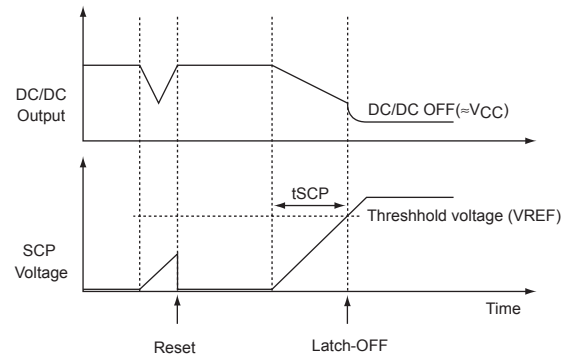 DC/DC
Output
DC/DC OFF(≈VCC)
tSCP
Threshhold voltage (VREF)
SCP
Voltage
Time
Reset
Latch-OFF